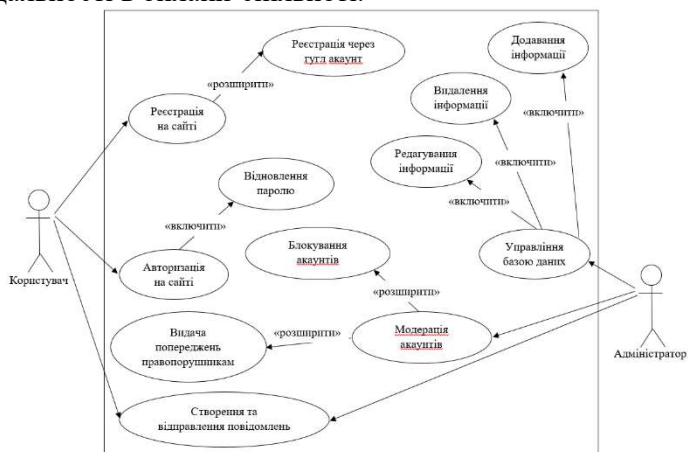 Реєстрація через
гугл акаунт
Додавання
інформації
«розширити»
Видалення
інформації
«включити»
Реєстрація
на сайті
Редагування
інформації
«включити»
Відновлення
паролю
«включити»
«включити»
Блокування
акаунтів
Управління
базою даних
Користувач
Авторизація
на сайті
«розширити»
Видача
попереджень
правопорушникам
«розширити»
Модерація
акаунтів
Адміністратор
Створення та
відправлення повідомлень